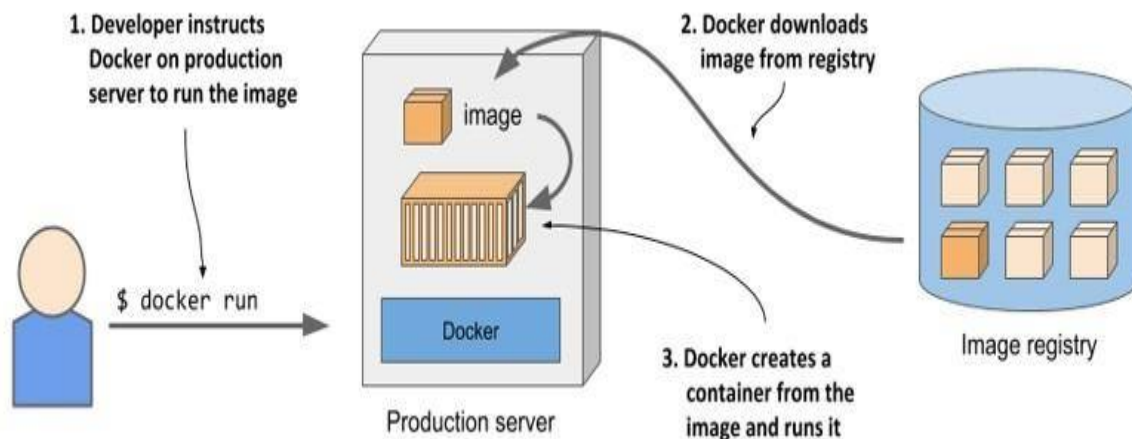 1. Developer instructs
Docker on production
server to run the image
2. Docker downloads
image from registry
image
$ docker run
Docker
Image registry
3. Docker creates a
container from the
image and runs it
Production server